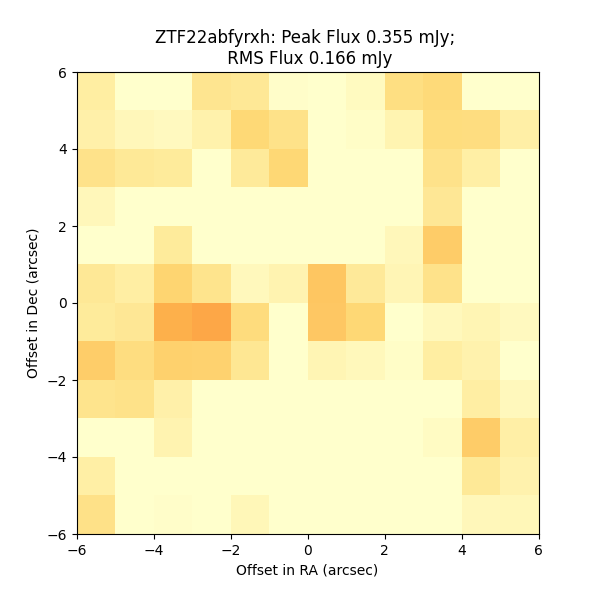 ZTF22abfyrxh: Peak Flux 0.355 mJy;
RMS Flux 0.166 mJy
6
4
2
0
−2
−4
−6
Offset in Dec (arcsec)
−6 −4 −2 0 2 4 6
Offset in RA (arcsec)